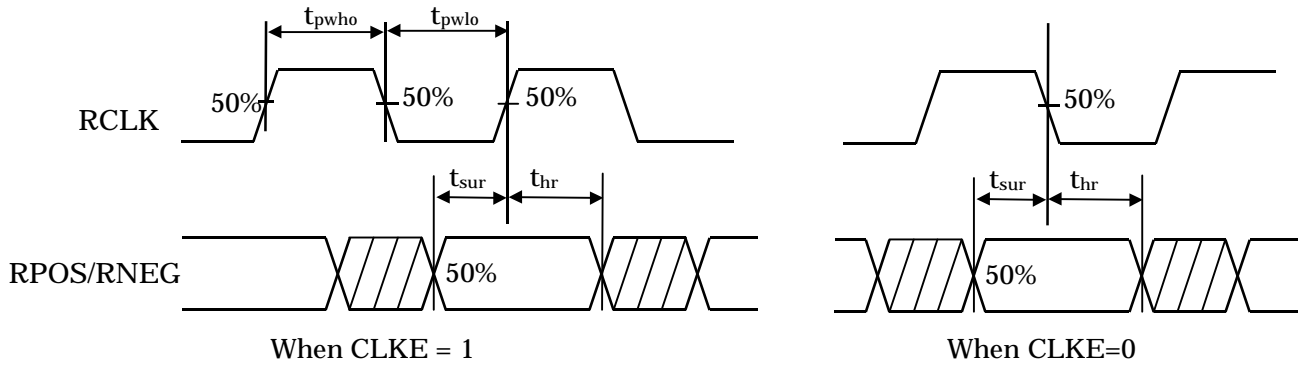 tpwho tpwlo
RCLK 50% 50% 50% 50%
tsur thr tsur thr
RPOS/RNEG 50% 50%
When CLKE = 1 When CLKE=0